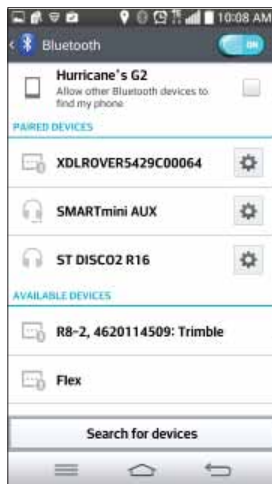 10:08 AM
Bluetooth
ON
Hurricane's G2
Allow other Bluetooth devices to
find my phone
PAIRED DEVICES
XDLROVER5429C00064
SMARTmini AUX
ST DISCO2 R16
AVAILABLE DEVICES
R8-2, 4620114509: Trimble
Flex
Search for devices